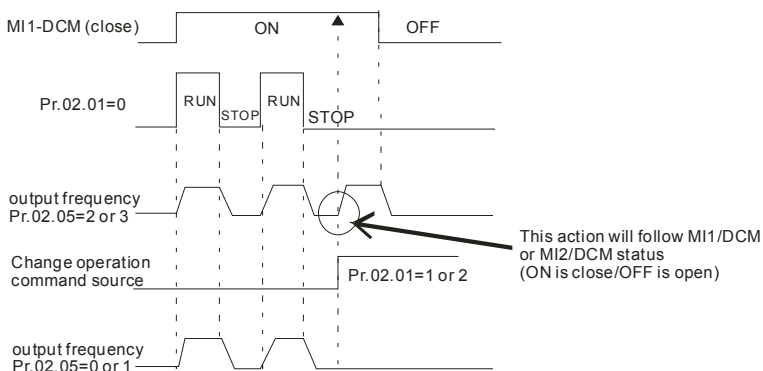 MI1-DCM (close)
ON
OFF
Pr.02.01=0
RUN
STOP
RUN
STOP
output frequency
Pr.02.05=2 or 3
This action will follow MI1/DCM
or MI2/DCM status
(ON is close/OFF is open)
Change operation
command source
Pr.02.01=1 or 2
output frequency
Pr.02.05=0 or 1